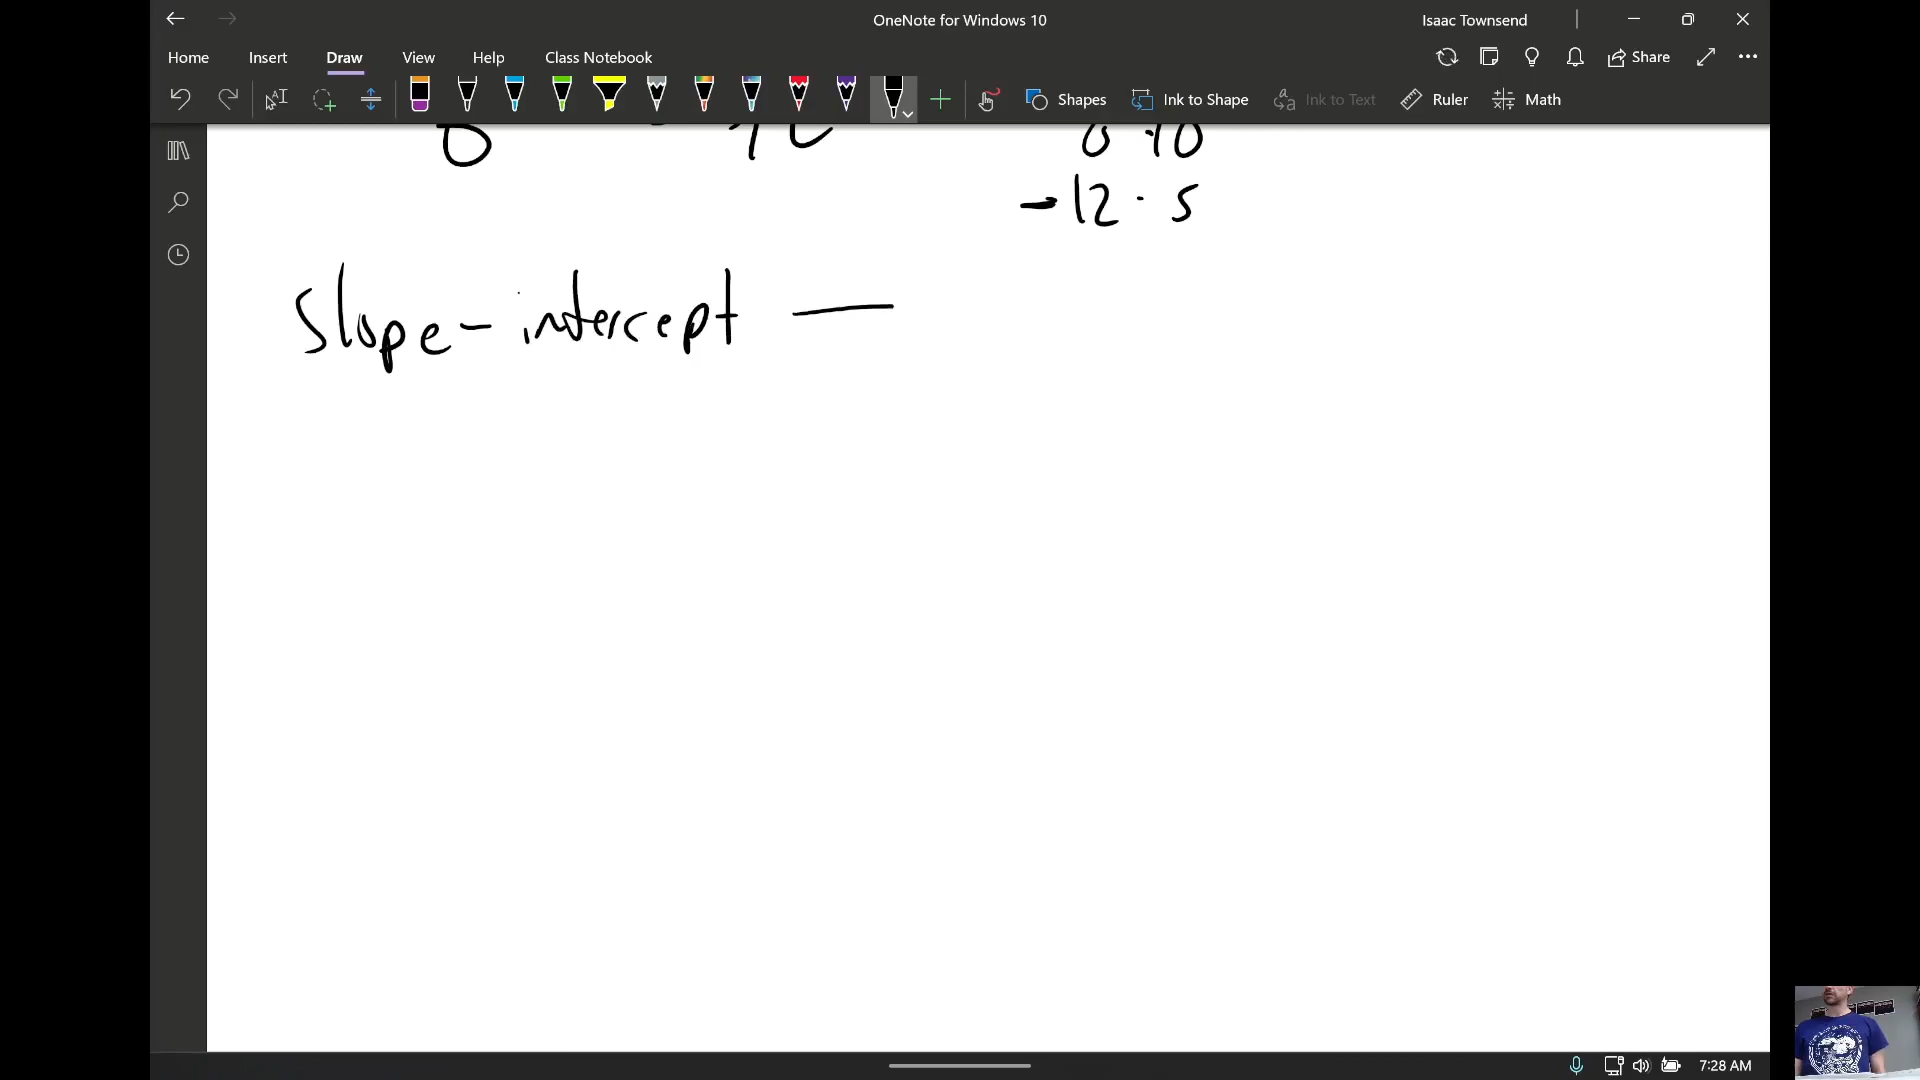 OneNote for Windows 10
Isaac Townsend
Home Insert Draw View Help Class Notebook
Share
Shapes Ink to Shape Ink to Text Ruler Math
-12 · 5
Slope-intercept —
7:28 AM